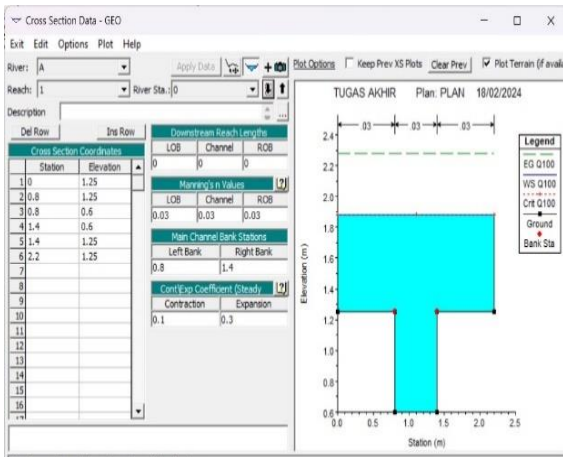 Cross Section Data - GEO
Exit Edit Options Plot Help
River: A
Apply Data
Plot Options Keep Prev XS Plots Clear Prev Plot Terrain (if avail
Reach: 1 River Sta.: 0
Description
Del Row Ins Row
Cross Section Coordinates
Station Elevation
1 0 1.25
2 0.8 1.25
3 0.8 0.6
4 1.4 0.6
5 1.4 1.25
6 2.2 1.25
7
8
9
10
11
12
13
14
15
16
Downstream Reach Lengths
LOB Channel ROB
0 0 0
Manning's n Values ?
LOB Channel ROB
0.03 0.03 0.03
Main Channel Bank Stations
Left Bank Right Bank
0.8 1.4
Cont\Exp Coefficient (Steady ?
Contraction Expansion
0.1 0.3
TUGAS AKHIR Plan: PLAN 18/02/2024
.03 .03 .03
2.4
2.2
2.0
1.8
1.6
1.4
1.2
1.0
0.8
0.6
Elevation (m)
0.0 0.5 1.0 1.5 2.0 2.5
Station (m)
Legend
EG Q100
WS Q100
Crit Q100
Ground
Bank Sta